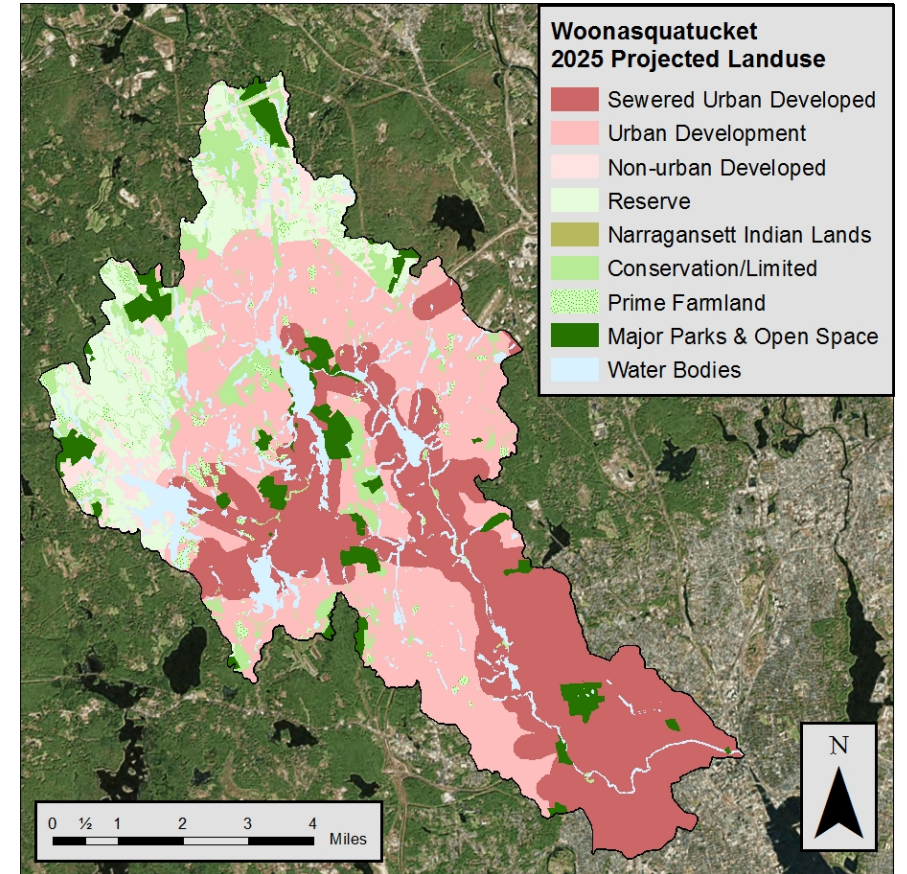 Woonasquatucket
2025 Projected Landuse
Sewered Urban Developed
Urban Development
Non-urban Developed
Reserve
Narragansett Indian Lands
Conservation/Limited
Prime Farmland
Major Parks & Open Space
Water Bodies
N
0 ½ 1 2 3 4
Miles